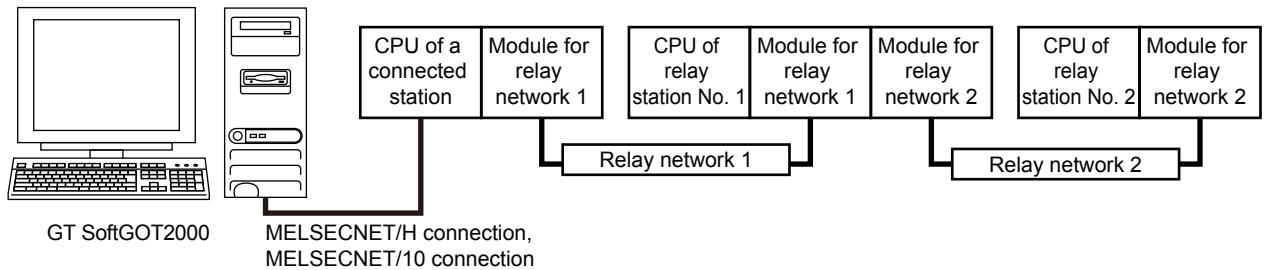 CPU of a
connected
station
Module for
relay
network 1
CPU of
relay
station No. 1
Module for
relay
network 1
Module for
relay
network 2
CPU of
relay
station No. 2
Module for
relay
network 2
Relay network 1
Relay network 2
GT SoftGOT2000
MELSECNET/H connection,
MELSECNET/10 connection